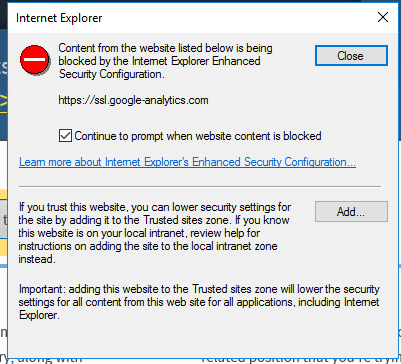 Internet Explorer
Content from the website listed below is being
blocked by the Internet Explorer Enhanced
Security Configuration.
Close
https://ssl.google-analytics.com
Continue to prompt when website content is blocked
Learn more about Internet Explorer's Enhanced Security Configuration...
If you trust this website, you can lower security settings for
the site by adding it to the Trusted sites zone. If you know
this website is on your local intranet, review help for
instructions on adding the site to the local intranet zone
instead.
Add...
Important: adding this website to the Trusted sites zone will lower the security
settings for all content from this web site for all applications, including Internet
Explorer.
along with
related position that you're